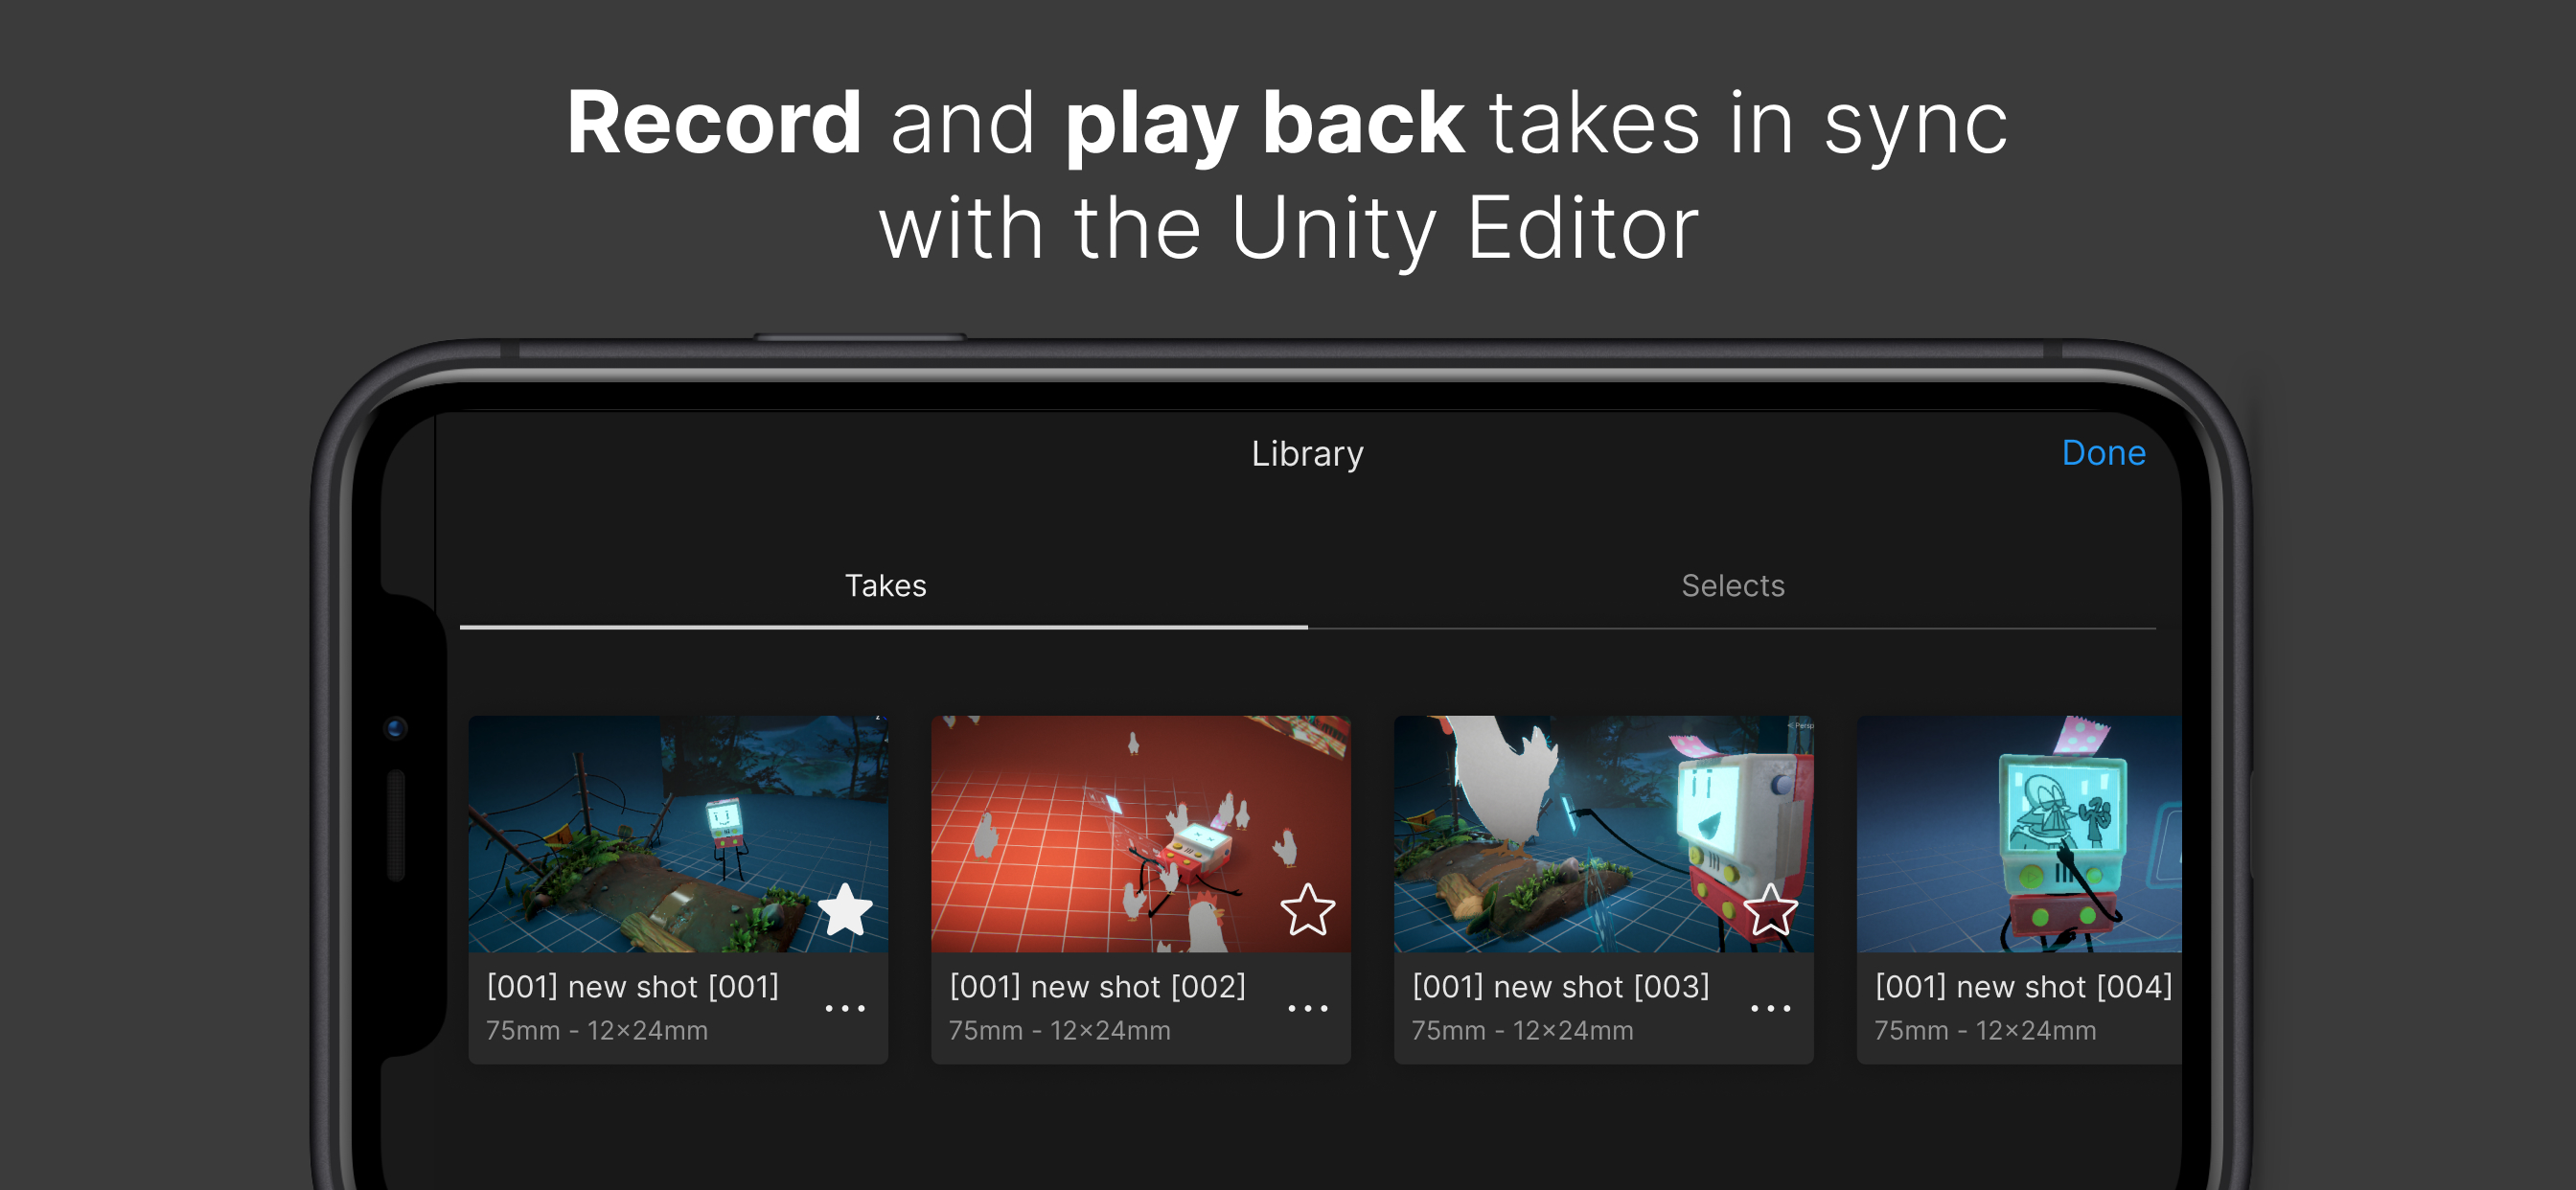 Record and play back takes in sync
with the Unity Editor
Library
Done
Takes
Selects
< Persp
[001] new shot [001]
75mm - 12×24mm
[001] new shot [002]
75mm - 12×24mm
[001] new shot [003]
75mm - 12×24mm
[001] new shot [004]
75mm - 12×24mm